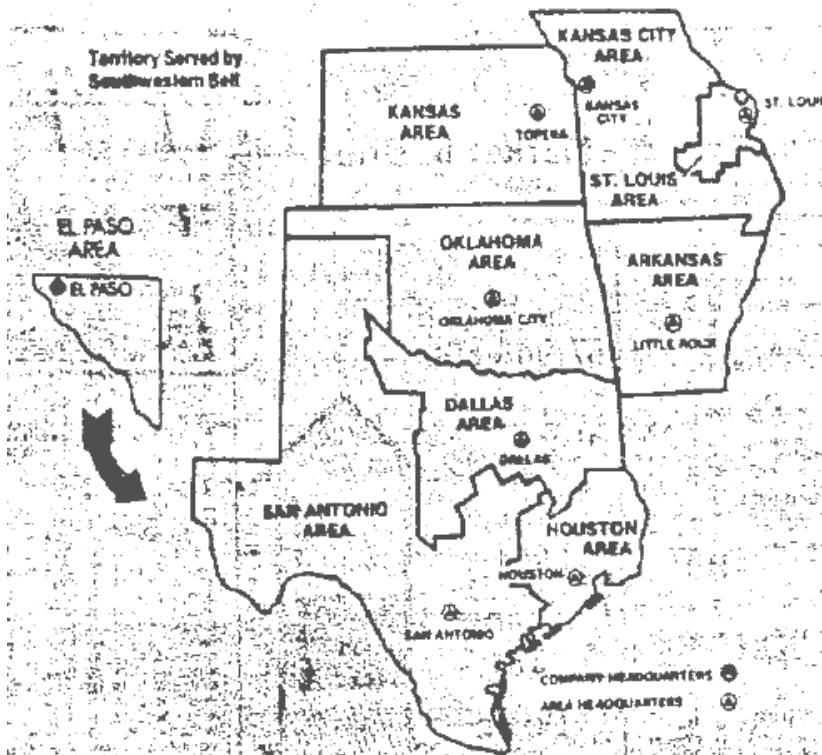 Territory Served by
Southwestern Bell
KANSAS CITY
AREA
KANSAS
CITY
KANSAS
AREA
TOPEKA
ST. LOUI
ST. LOUIS
AREA
EL PASO
AREA
EL PASO
OKLAHOMA
AREA
OKLAHOMA CITY
ARKANSAS
AREA
LITTLE ROCK
DALLAS
AREA
DALLAS
SAN ANTONIO
AREA
SAN ANTONIO
HOUSTON
AREA
HOUSTON
COMPANY HEADQUARTERS
AREA HEADQUARTERS